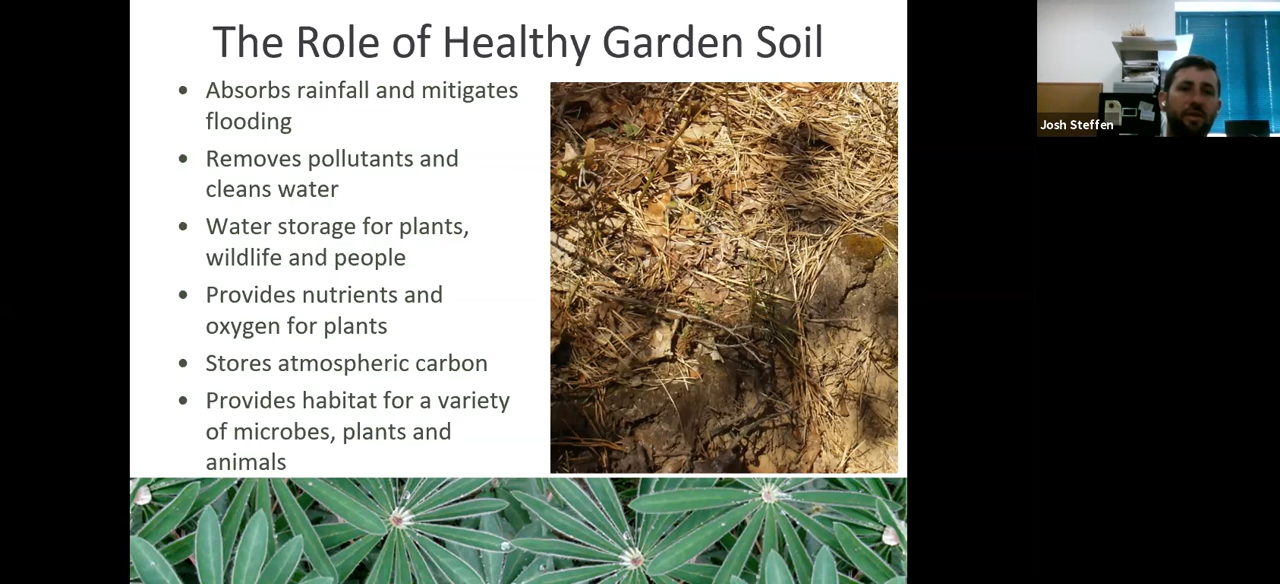 The Role of Healthy Garden Soil
• Absorbs rainfall and mitigates
flooding
• Removes pollutants and
cleans water
• Water storage for plants,
wildlife and people
• Provides nutrients and
oxygen for plants
• Stores atmospheric carbon
• Provides habitat for a variety
of microbes, plants and
animals
Josh Steffen